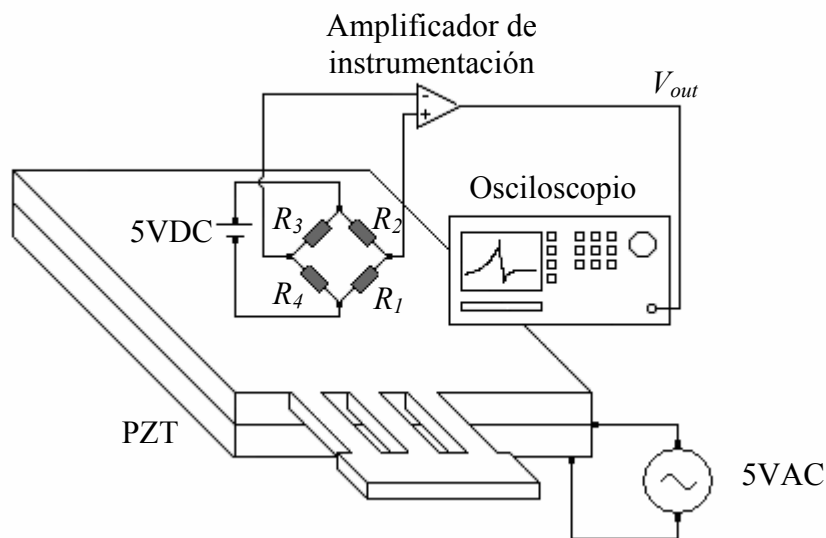 Amplificador de
instrumentación
-
+
V_out
Osciloscopio
5VDC
R_3
R_2
R_4
R_1
PZT
5VAC